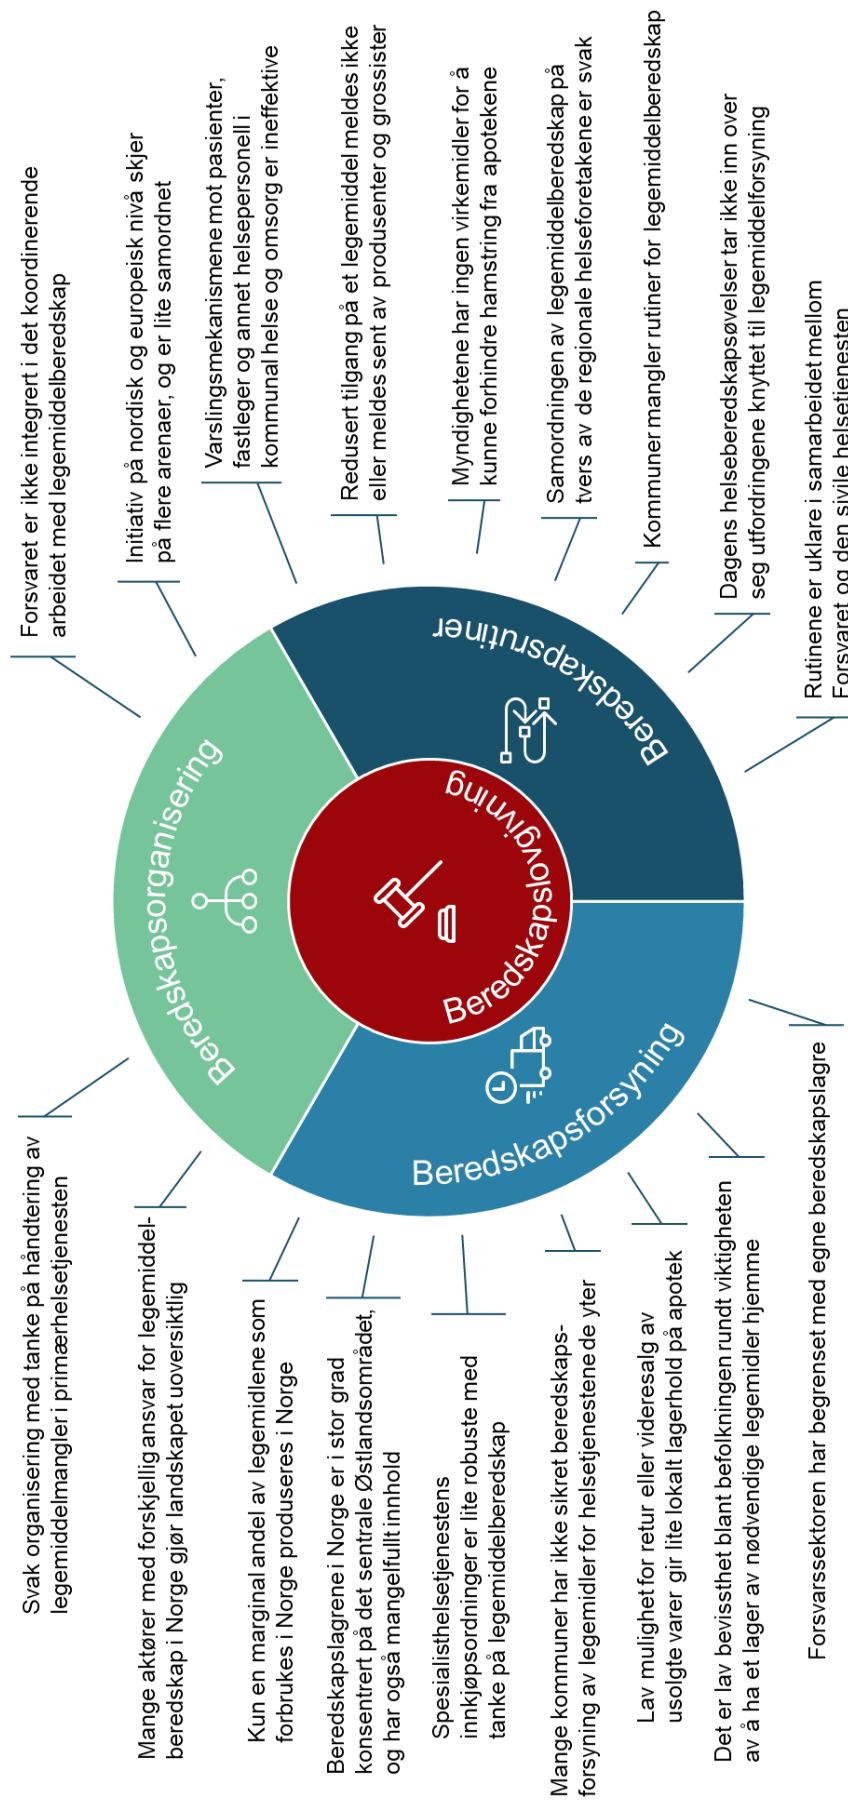 Svak organisering med tanke på håndtering av
legemiddelmangler i primærhelsetjenesten
Mange aktører med forskjellig ansvar for legemiddel-
beredskap i Norge gjør landskapet uoversiktlig
Kun en marginal andel av legemidlene som
forbrukes i Norge produseres i Norge
Beredskapslagrene i Norge er i stor grad
konsentrert på det sentrale Østlandsområdet,
og har også mangelfullt innhold
Spesialisthelsetjenestens
innkjøpsordninger er lite robuste med
tanke på legemiddelberedskap
Mange kommuner har ikke sikret beredskaps-
forsyning av legemidler for helsetjenestene de yter
Lav mulighet for retur eller videresalg av
usolgte varer gir lite lokalt lagerhold på apotek
Det er lav bevissthet blant befolkningen rundt viktigheten
av å ha et lager av nødvendige legemidler hjemme
Forsvarssektoren har begrenset med egne beredskapslagre
Beredskapsorganisering
Beredskapslovgivning
Beredskapsforsyning
Beredskapsrutiner
Forsvaret er ikke integrert i det koordinerende
arbeidet med legemiddelberedskap
Initiativ på nordisk og europeisk nivå skjer
på flere arenaer, og er lite samordnet
Varslingsmekanismene mot pasienter,
fastleger og annet helsepersonell i
kommunal helse og omsorg er ineffektive
Redusert tilgang på et legemiddel meldes ikke
eller meldes sent av produsenter og grossister
Myndighetene har ingen virkemidler for å
kunne forhindre hamstring fra apotekene
Samordningen av legemiddelberedskap på
tvers av de regionale helseforetakene er svak
Kommuner mangler rutiner for legemiddelberedskap
Dagens helseberedskapsøvelser tar ikke inn over
seg utfordringene knyttet til legemiddelforsyning
Rutinene er uklare i samarbeidet mellom
Forsvaret og den sivile helsetjenesten